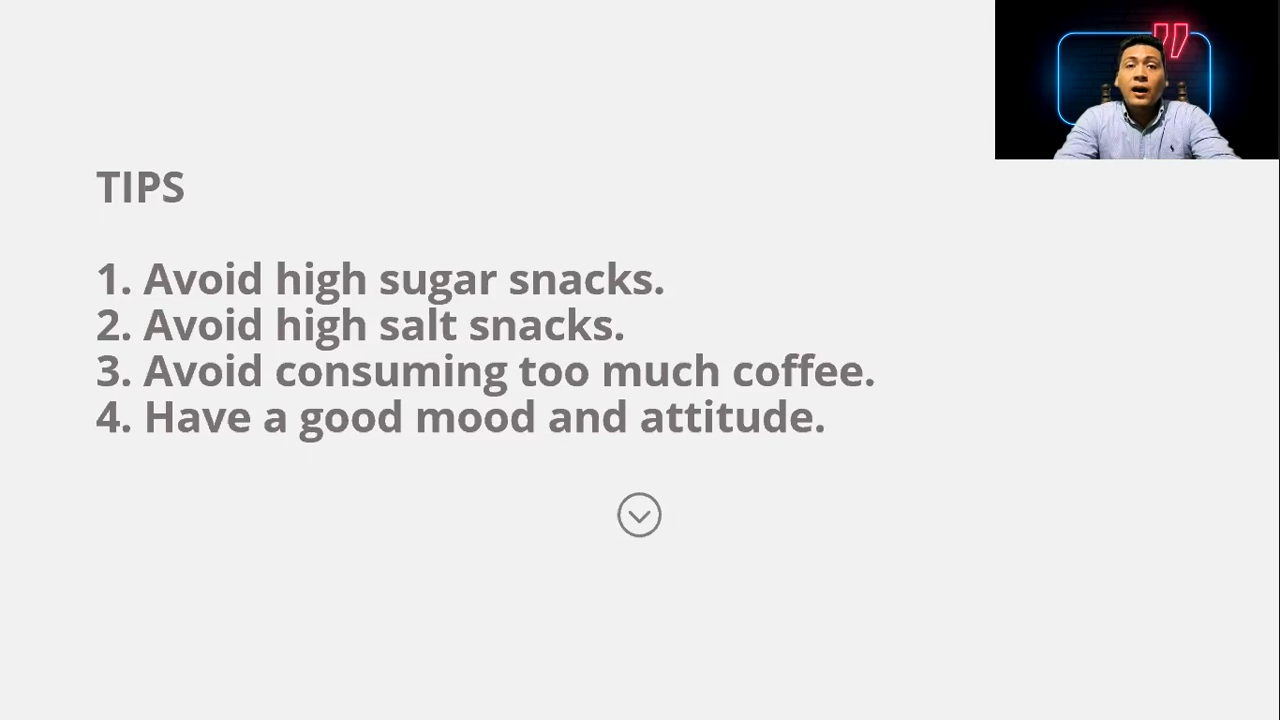 TIPS
1. Avoid high sugar snacks.
2. Avoid high salt snacks.
3. Avoid consuming too much coffee.
4. Have a good mood and attitude.